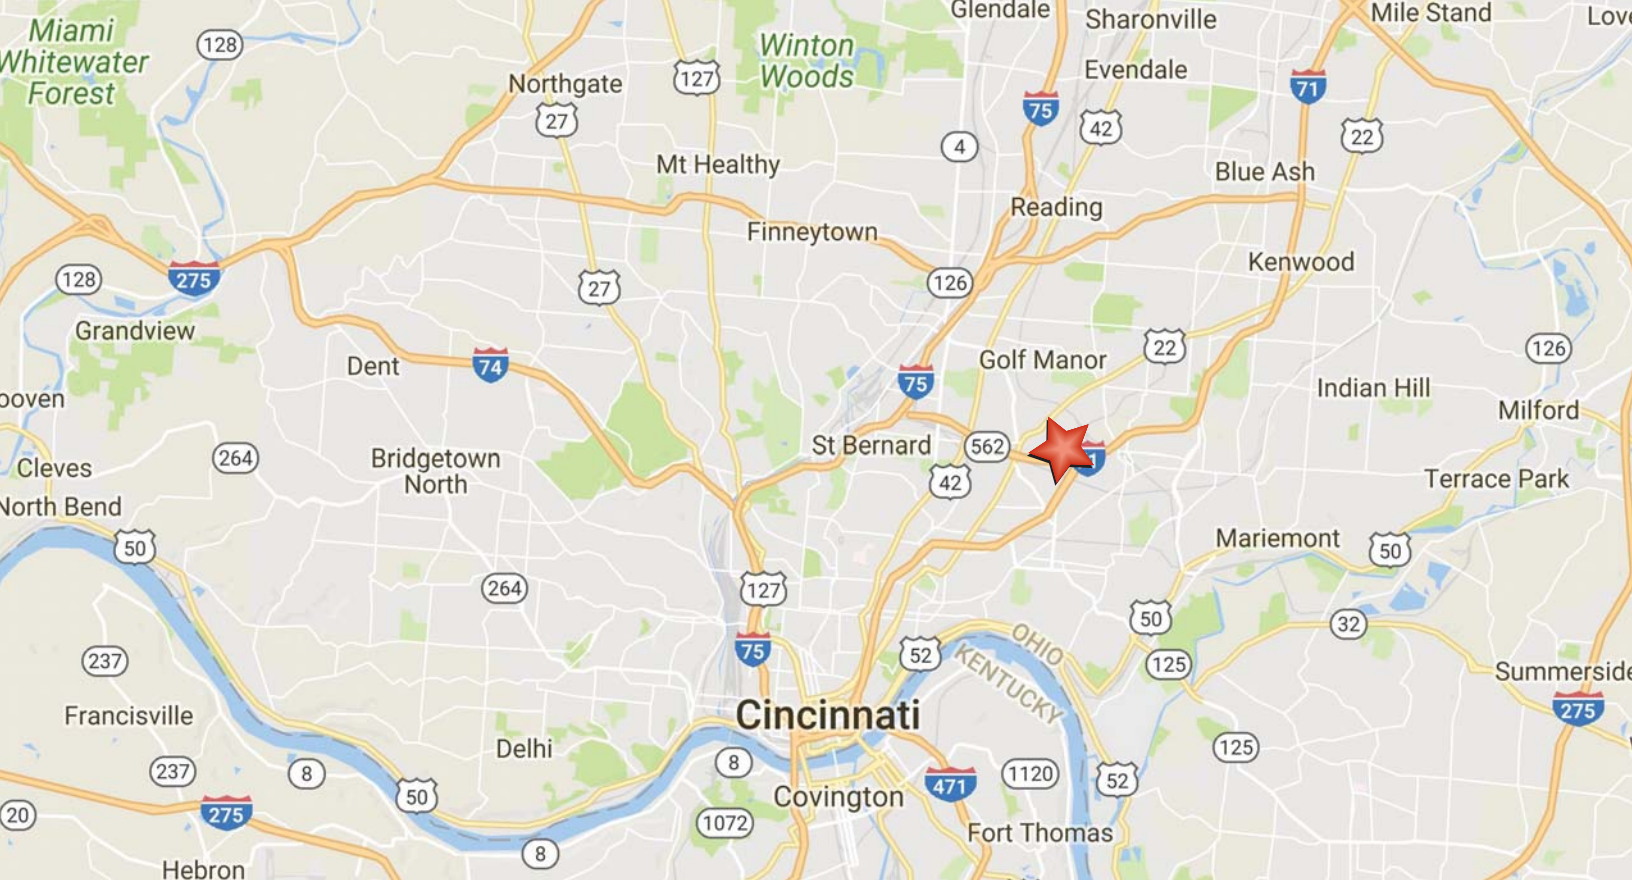 Glendale
Sharonville
Mile Stand
Love
Miami
Whitewater
Forest
128
Winton
Woods
Northgate
127
Evendale
75
71
27
42
22
4
Mt Healthy
Blue Ash
Reading
Finneytown
Kenwood
128
275
27
126
Grandview
Golf Manor
22
126
Dent
74
75
Indian Hill
ooven
Milford
264
St Bernard
562
1
Cleves
Bridgetown
North
42
Terrace Park
North Bend
50
Mariemont
50
264
127
50
32
75
52
OHIO
KENTUCKY
237
125
Summerside
Francisville
Cincinnati
275
Delhi
125
237
8
8
471
1120
52
50
Covington
20
275
1072
Fort Thomas
8
Hebron